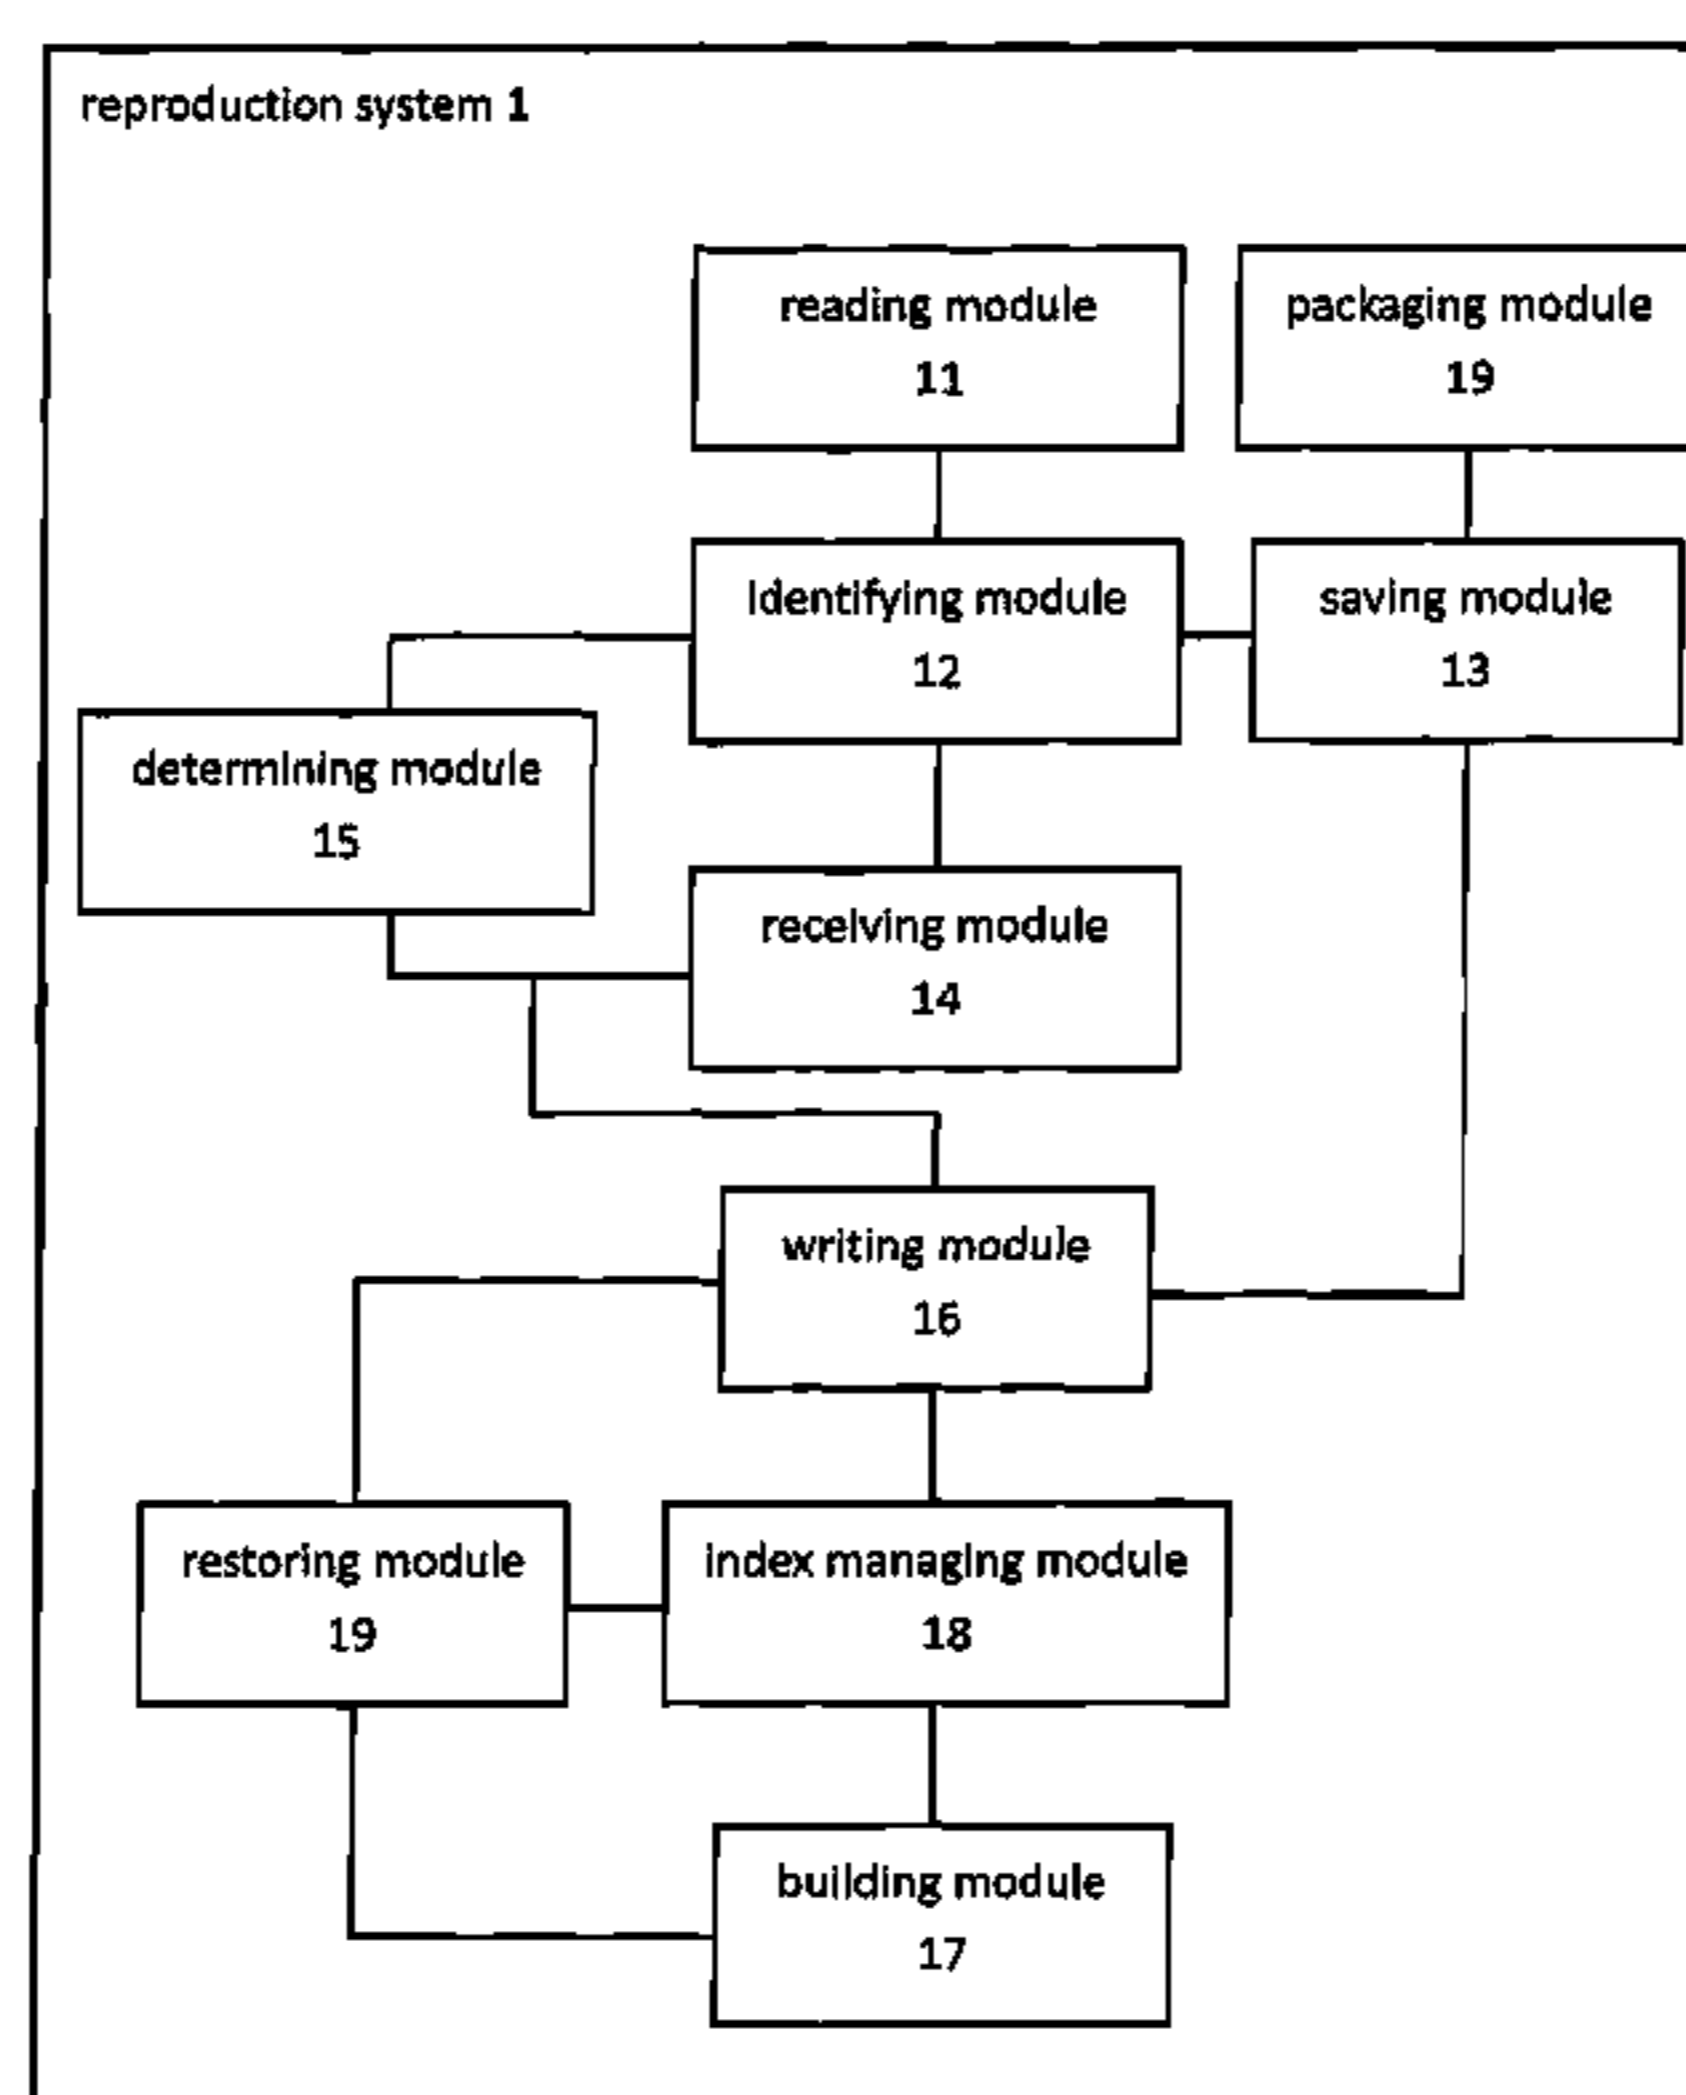 reproduction system 1
reading module
11
packaging module
19
Identifying module
12
saving module
13
determining module
15
receiving module
14
writing module
16
restoring module
19
index managing module
18
building module
17